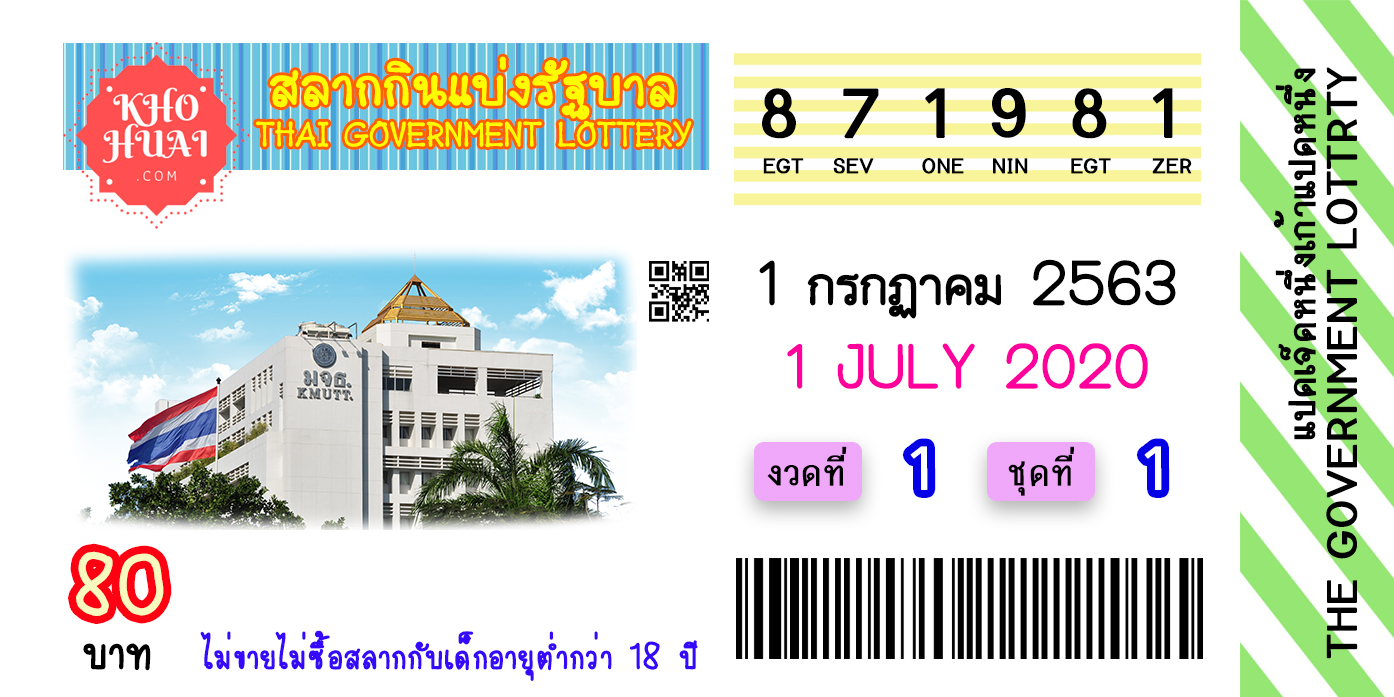 KHO
HUAI
.COM
สลากกินแบ่งรัฐบาล
THAI GOVERNMENT LOTTERY
8 7 1 9 8 1
EGT SEV ONE NIN EGT ZER
มจธ.
KMUTT.
1 กรกฏาคม 2563
1 JULY 2020
งวดที่ 1 ชุดที่ 1
80
บาท
ไม่ขายไม่ซื้อสลากกับเด็กอายุต่ำกว่า 18 ปี
แปดเจ็ดหนึ่งเก้าแปดหนึ่ง
THE GOVERNMENT LOTTRTY